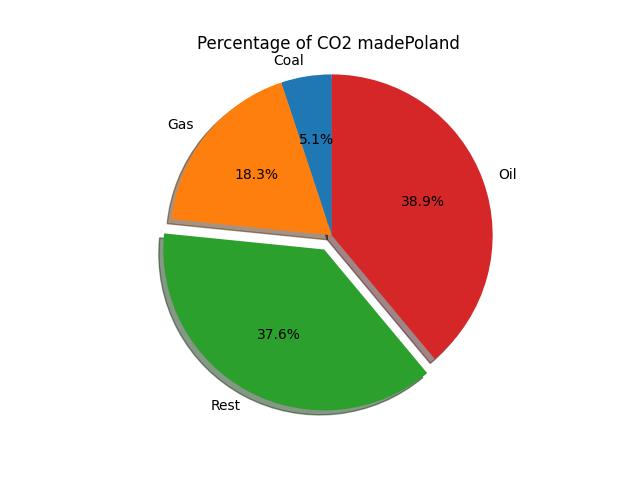 Percentage of CO2 madePoland
Coal
Gas
5.1%
Oil
18.3%
38.9%
37.6%
Rest